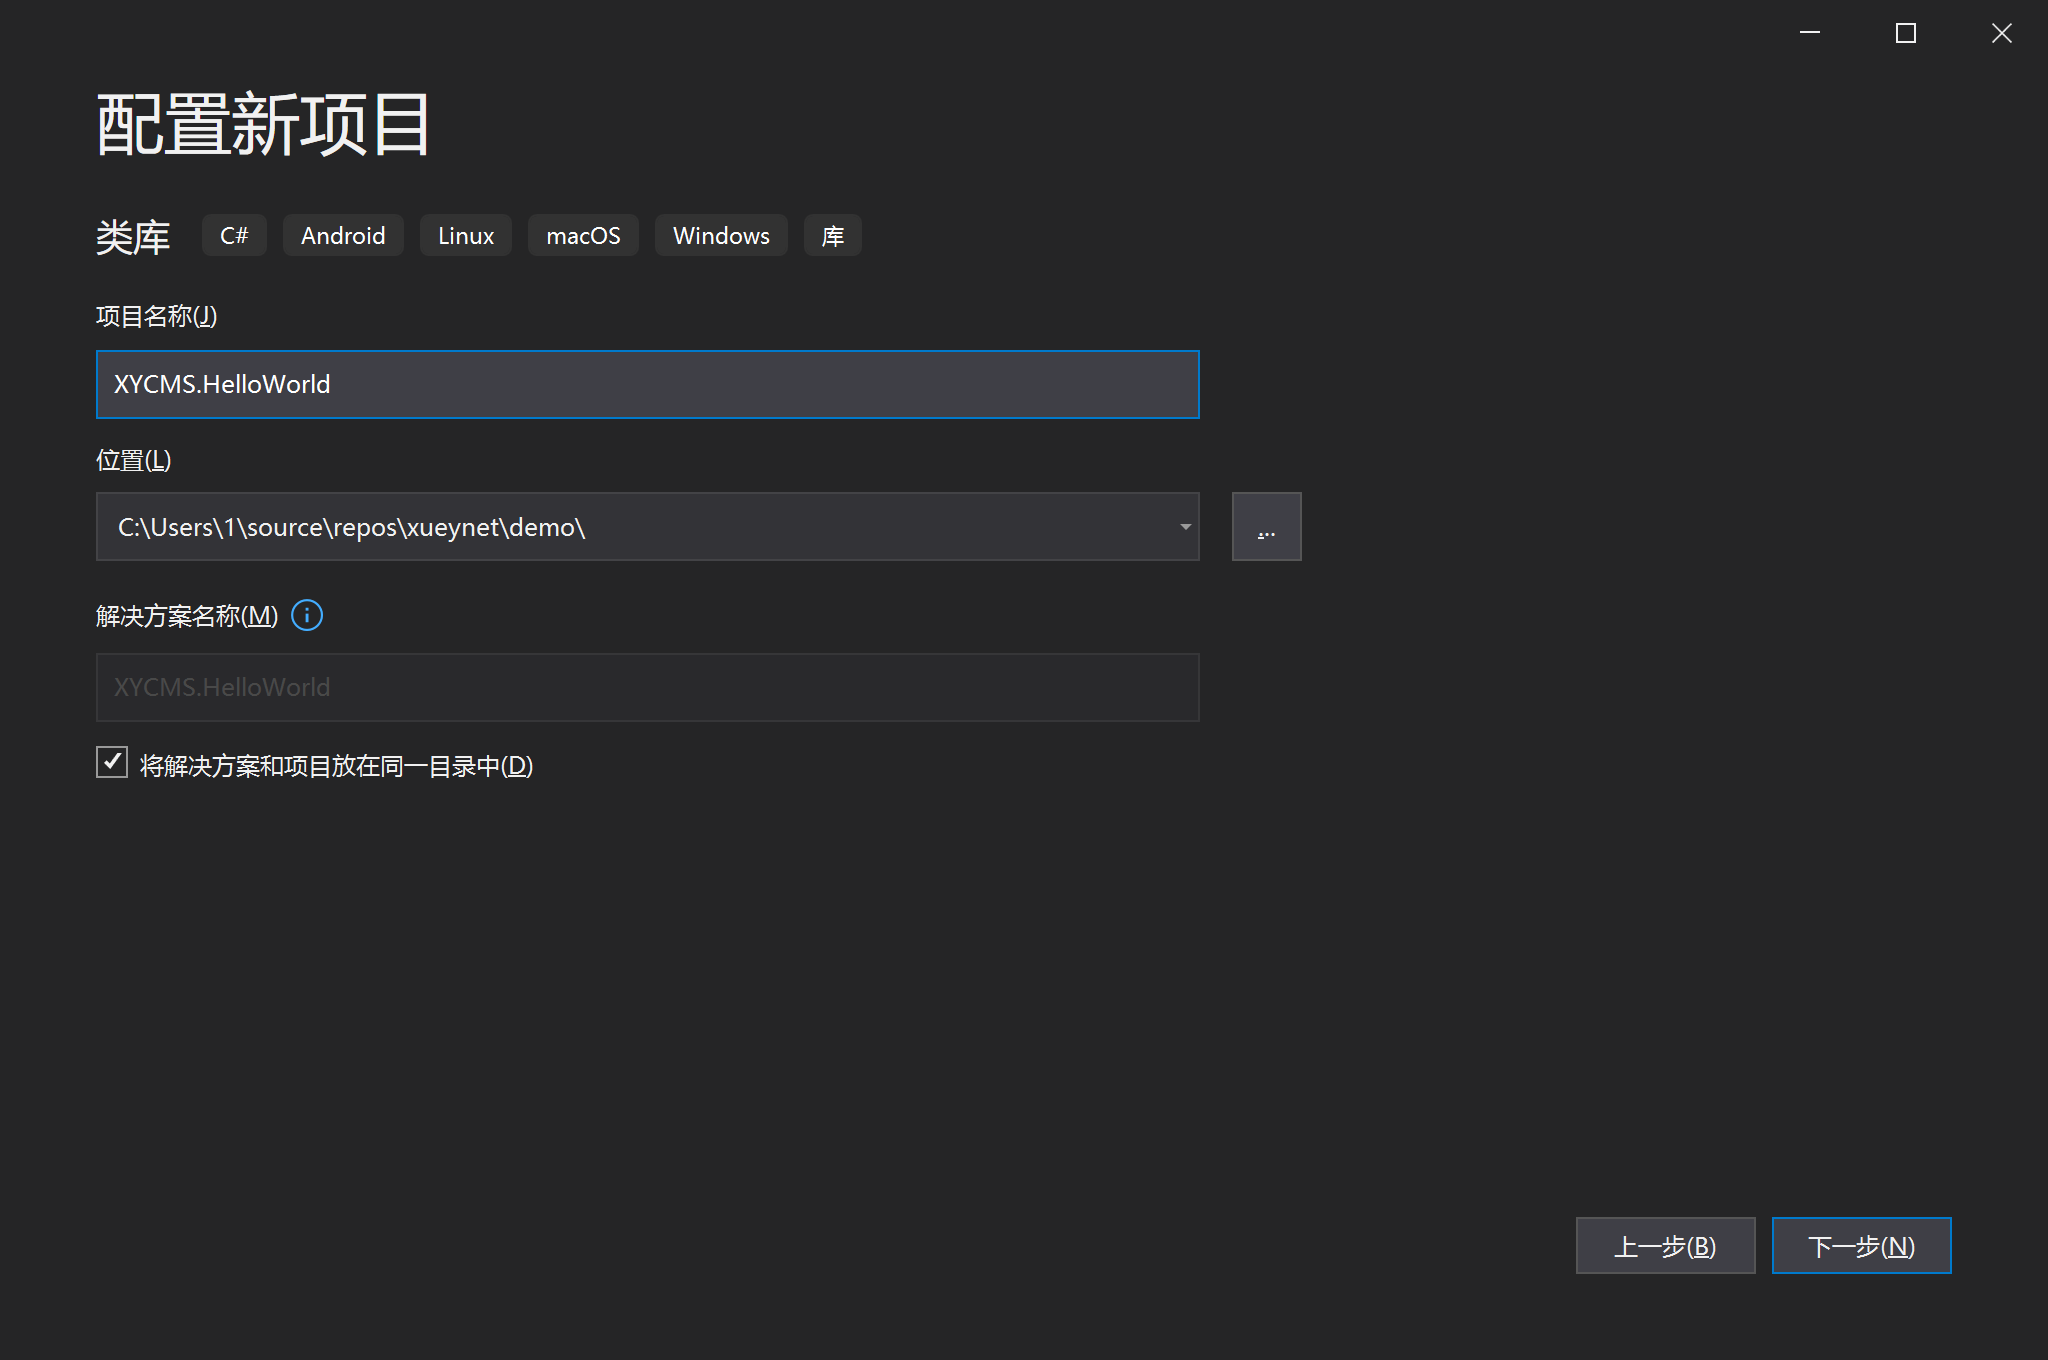 配置新项目
类库 C# Android Linux macOS Windows 库
项目名称(J)
XYCMS.HelloWorld
位置(L)
C:\Users\1\source\repos\xueynet\demo\
...
解决方案名称(M)
XYCMS.HelloWorld
将解决方案和项目放在同一目录中(D)
上一步(B) 下一步(N)